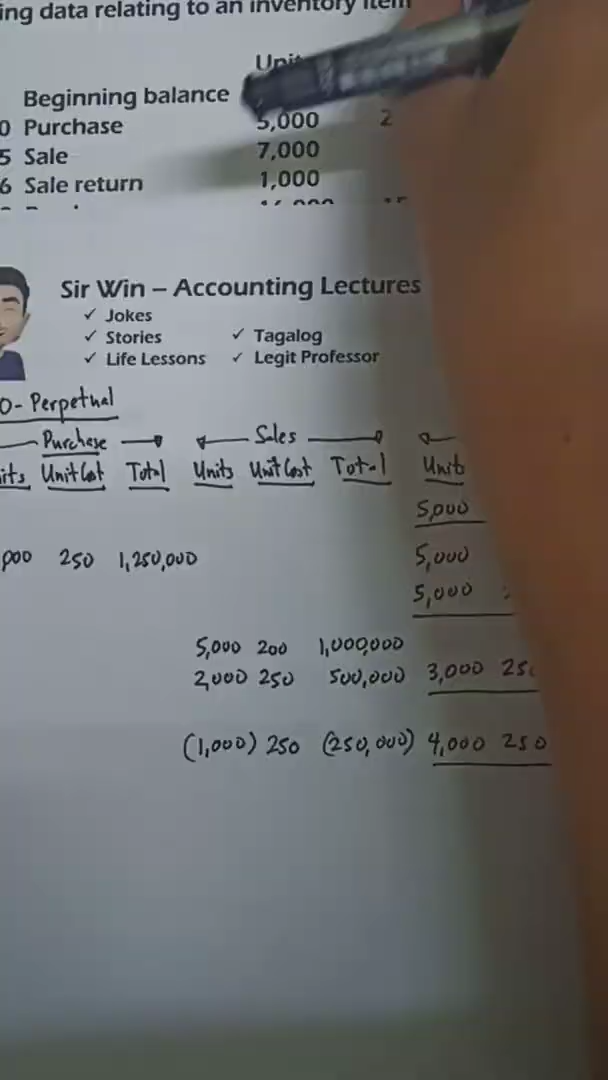 ing data relating to an inventory item
Units
Beginning balance
0 Purchase 5,000 2
5 Sale 7,000
6 Sale return 1,000
Sir Win – Accounting Lectures
✓ Jokes
✓ Stories ✓ Tagalog
✓ Life Lessons ✓ Legit Professor
O- Perpetual
Purchase Sales
its Unit Cost Total Units Unit Cost Total Units
5,000
000 250 1,250,000 5,000
5,000
5,000 200 1,000,000
2,000 250 500,000 3,000 250
(1,000) 250 (250,000) 4,000 250